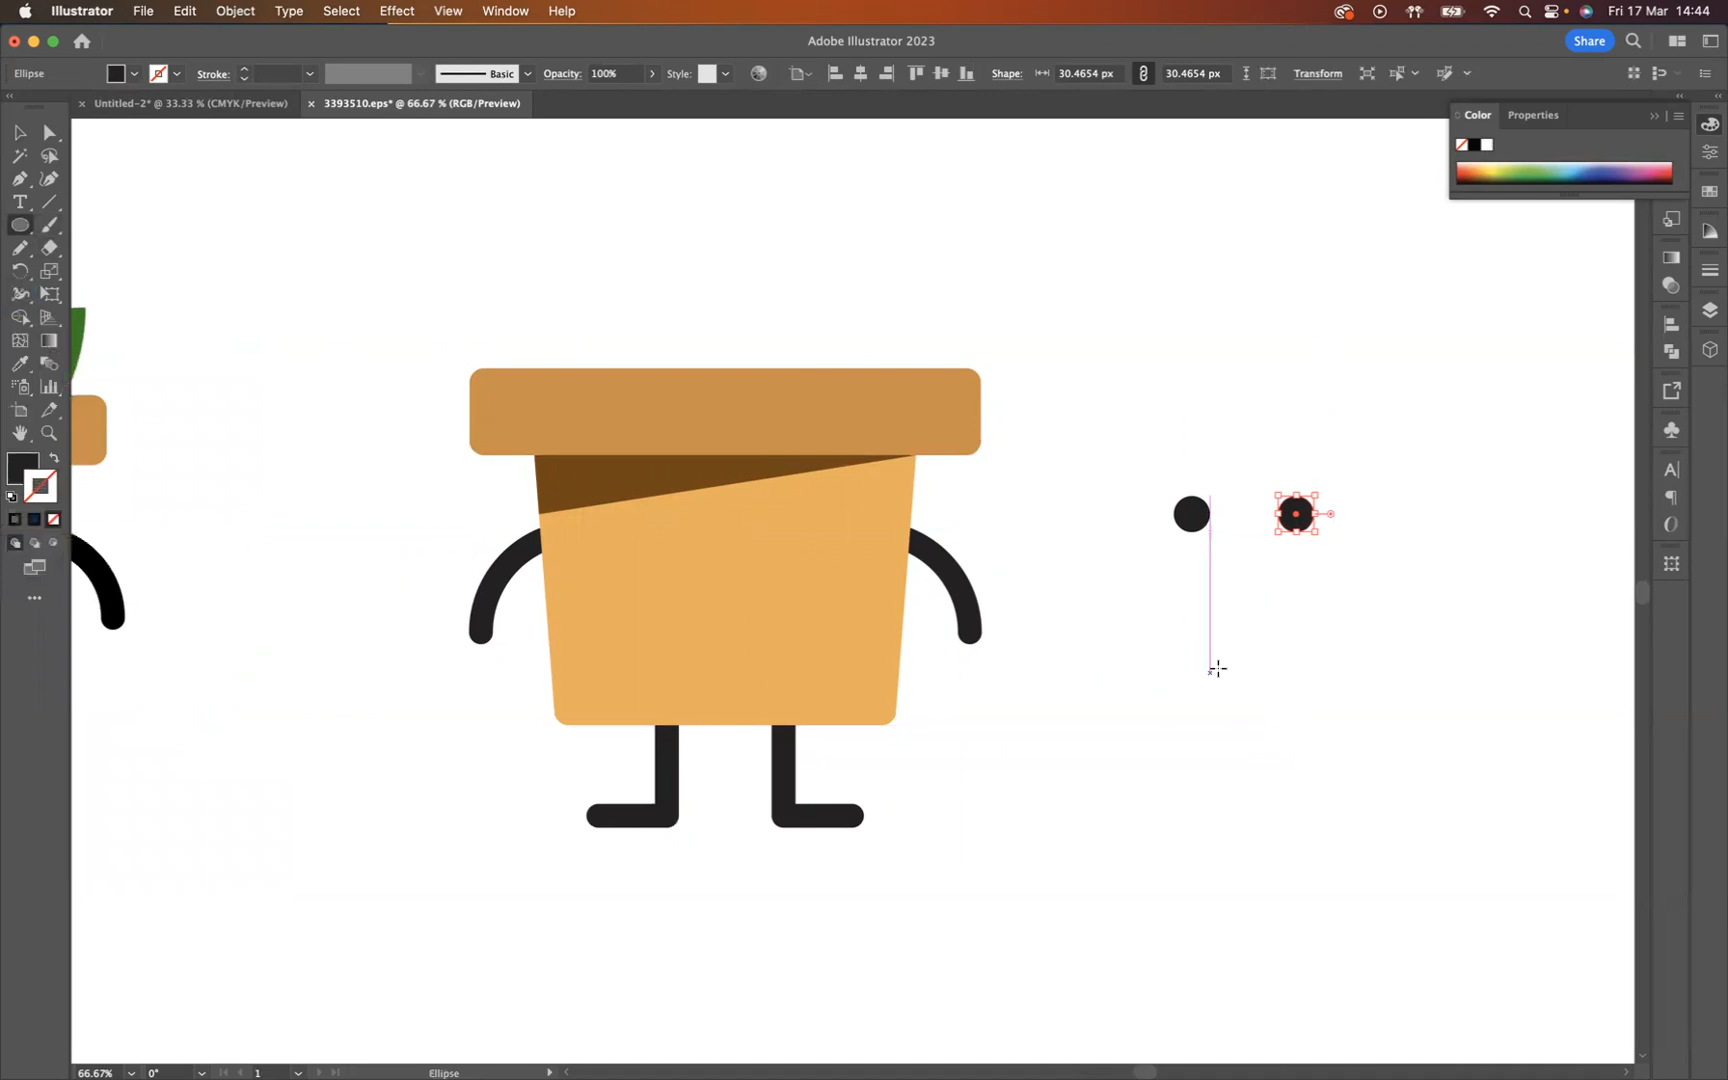 Illustrator File Edit Object Type Select Effect View Window Help Fri 17 Mar 14:44
Adobe Illustrator 2023 Share
Ellipse Stroke: Basic Opacity: 100% Style: Shape: 30.4654 px 30.4654 px Transform
Untitled-2* @ 33.33 % (CMYK/Preview) 3393510.eps* @ 66.67 % (RGB/Preview)
Color Properties
66.67% 0° 1 Ellipse